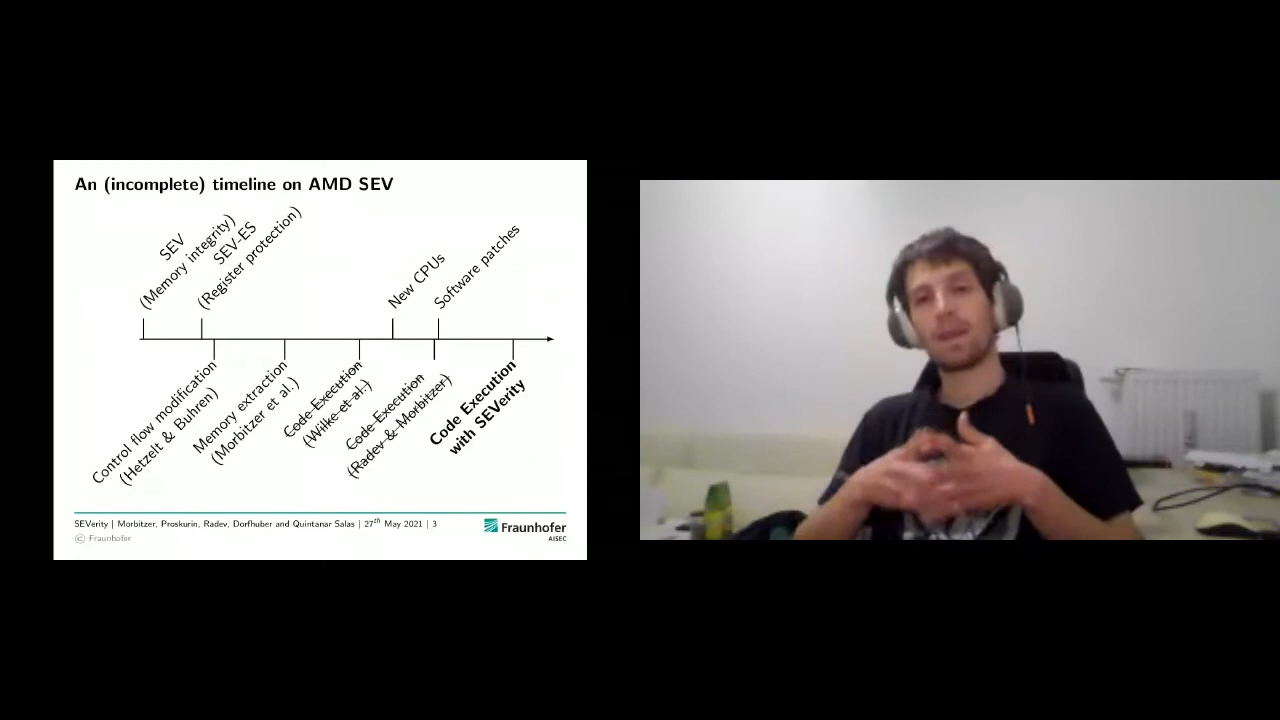 An (incomplete) timeline on AMD SEV
SEV
(Memory integrity)
SEV-ES
(Register protection)
New CPUs
Software patches
Control flow modification
(Hetzelt & Buhren)
Memory extraction
(Morbitzer et al.)
Code Execution
(Wilke et al.)
Code Execution
(Radev & Morbitzer)
Code Execution
with SEVerity
SEVerity | Morbitzer, Proskurin, Radev, Dorfhuber and Quintanar Salas | 27th May 2021 | 3
© Fraunhofer
Fraunhofer
AISEC